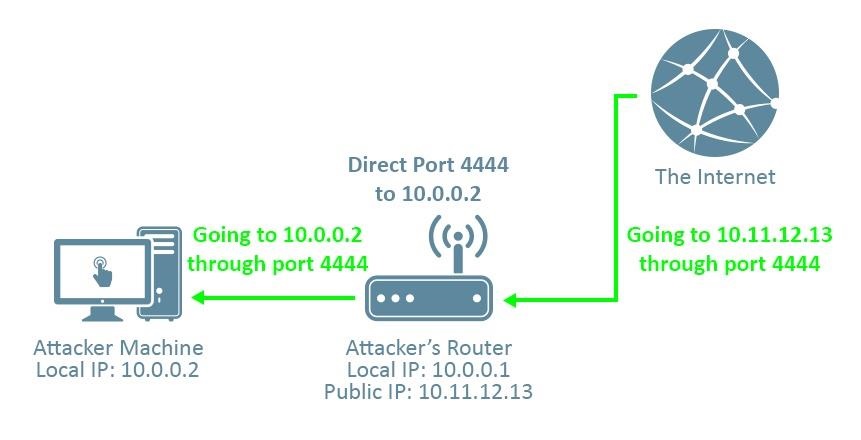 Direct Port 4444
to 10.0.0.2
The Internet
Going to 10.0.0.2
through port 4444
Going to 10.11.12.13
through port 4444
Attacker Machine
Local IP: 10.0.0.2
Attacker's Router
Local IP: 10.0.0.1
Public IP: 10.11.12.13